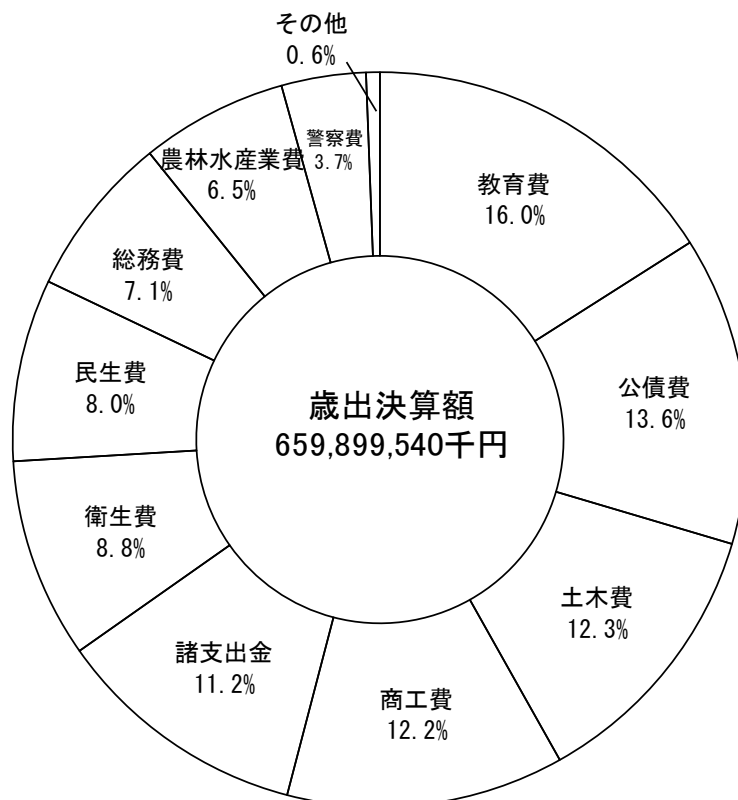 その他
0.6%
教育費
16.0%
公債費
13.6%
土木費
12.3%
商工費
12.2%
諸支出金
11.2%
衛生費
8.8%
民生費
8.0%
総務費
7.1%
農林水産業費
6.5%
警察費
3.7%
歳出決算額
659,899,540千円